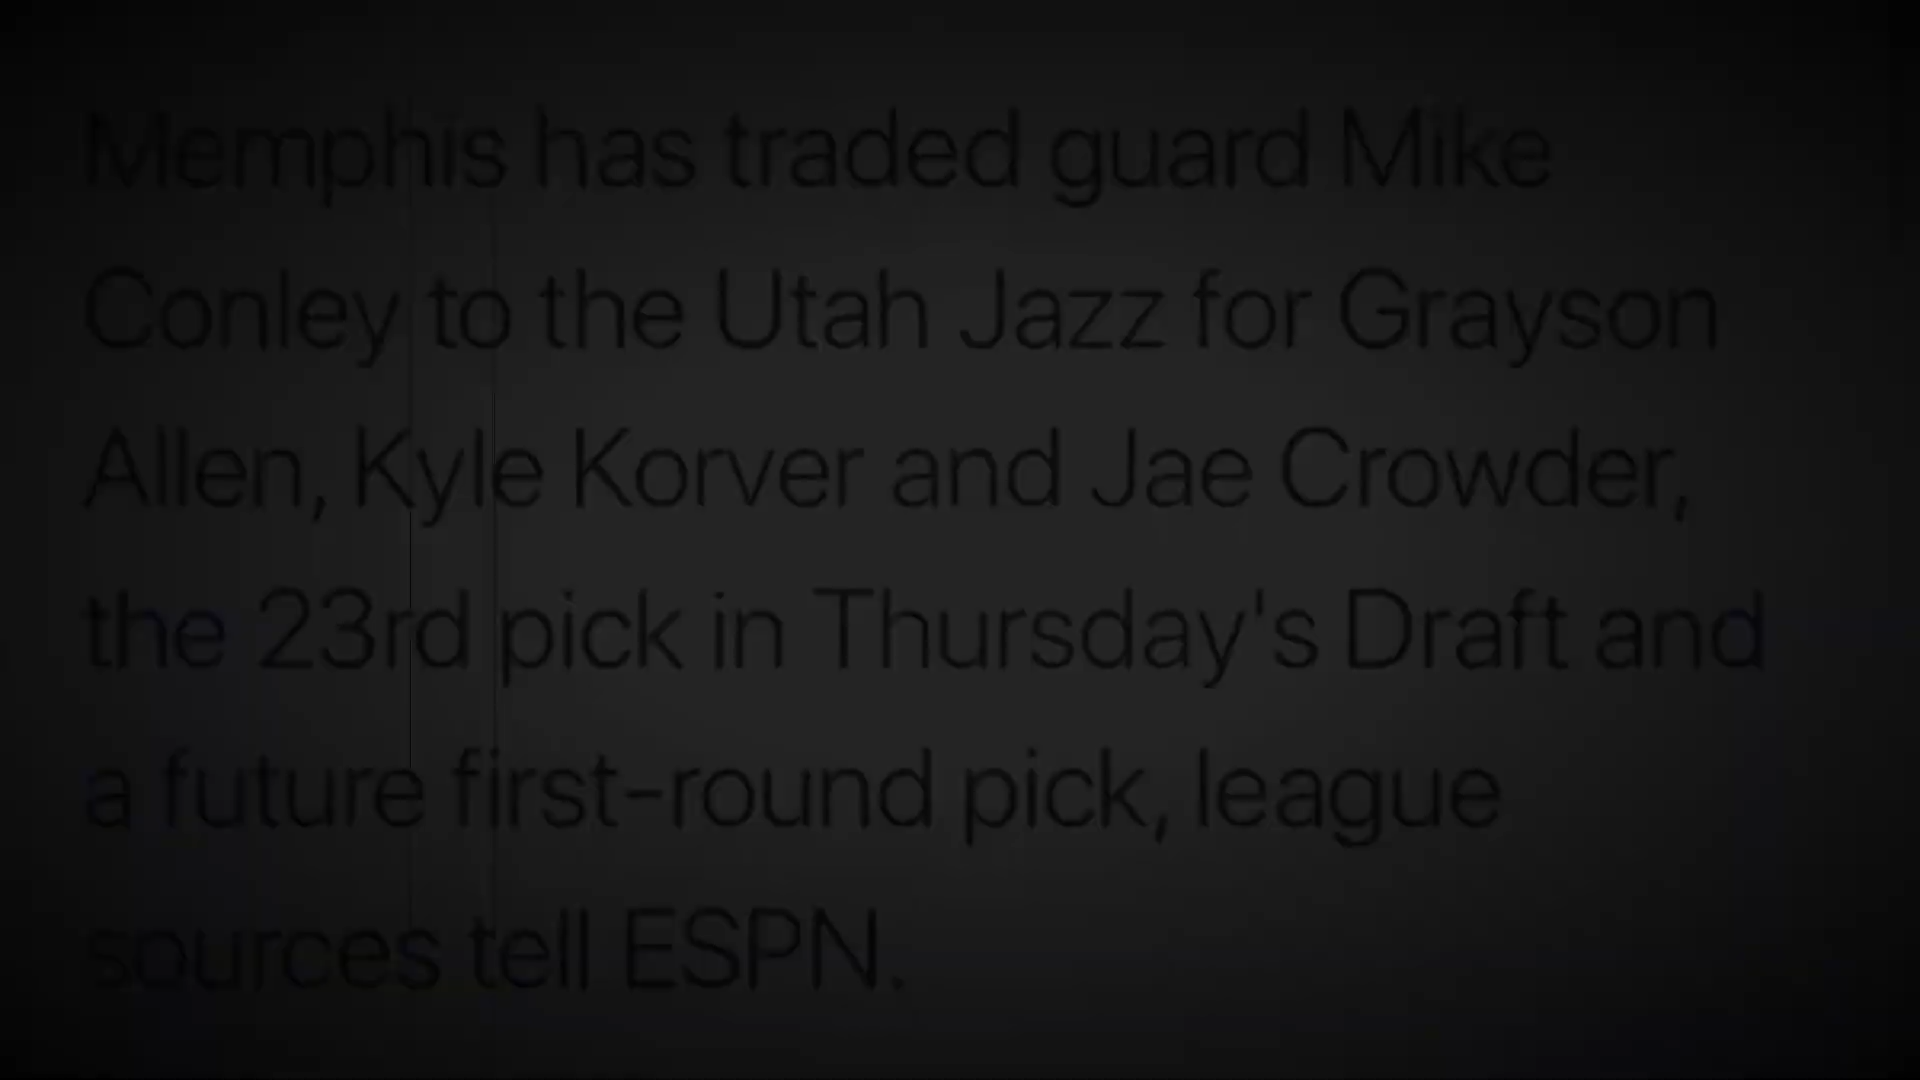 Memphis has traded guard Mike
Conley to the Utah Jazz for Grayson
Allen, Kyle Korver and Jae Crowder,
the 23rd pick in Thursday's Draft and
a future first-round pick, league
sources tell ESPN.